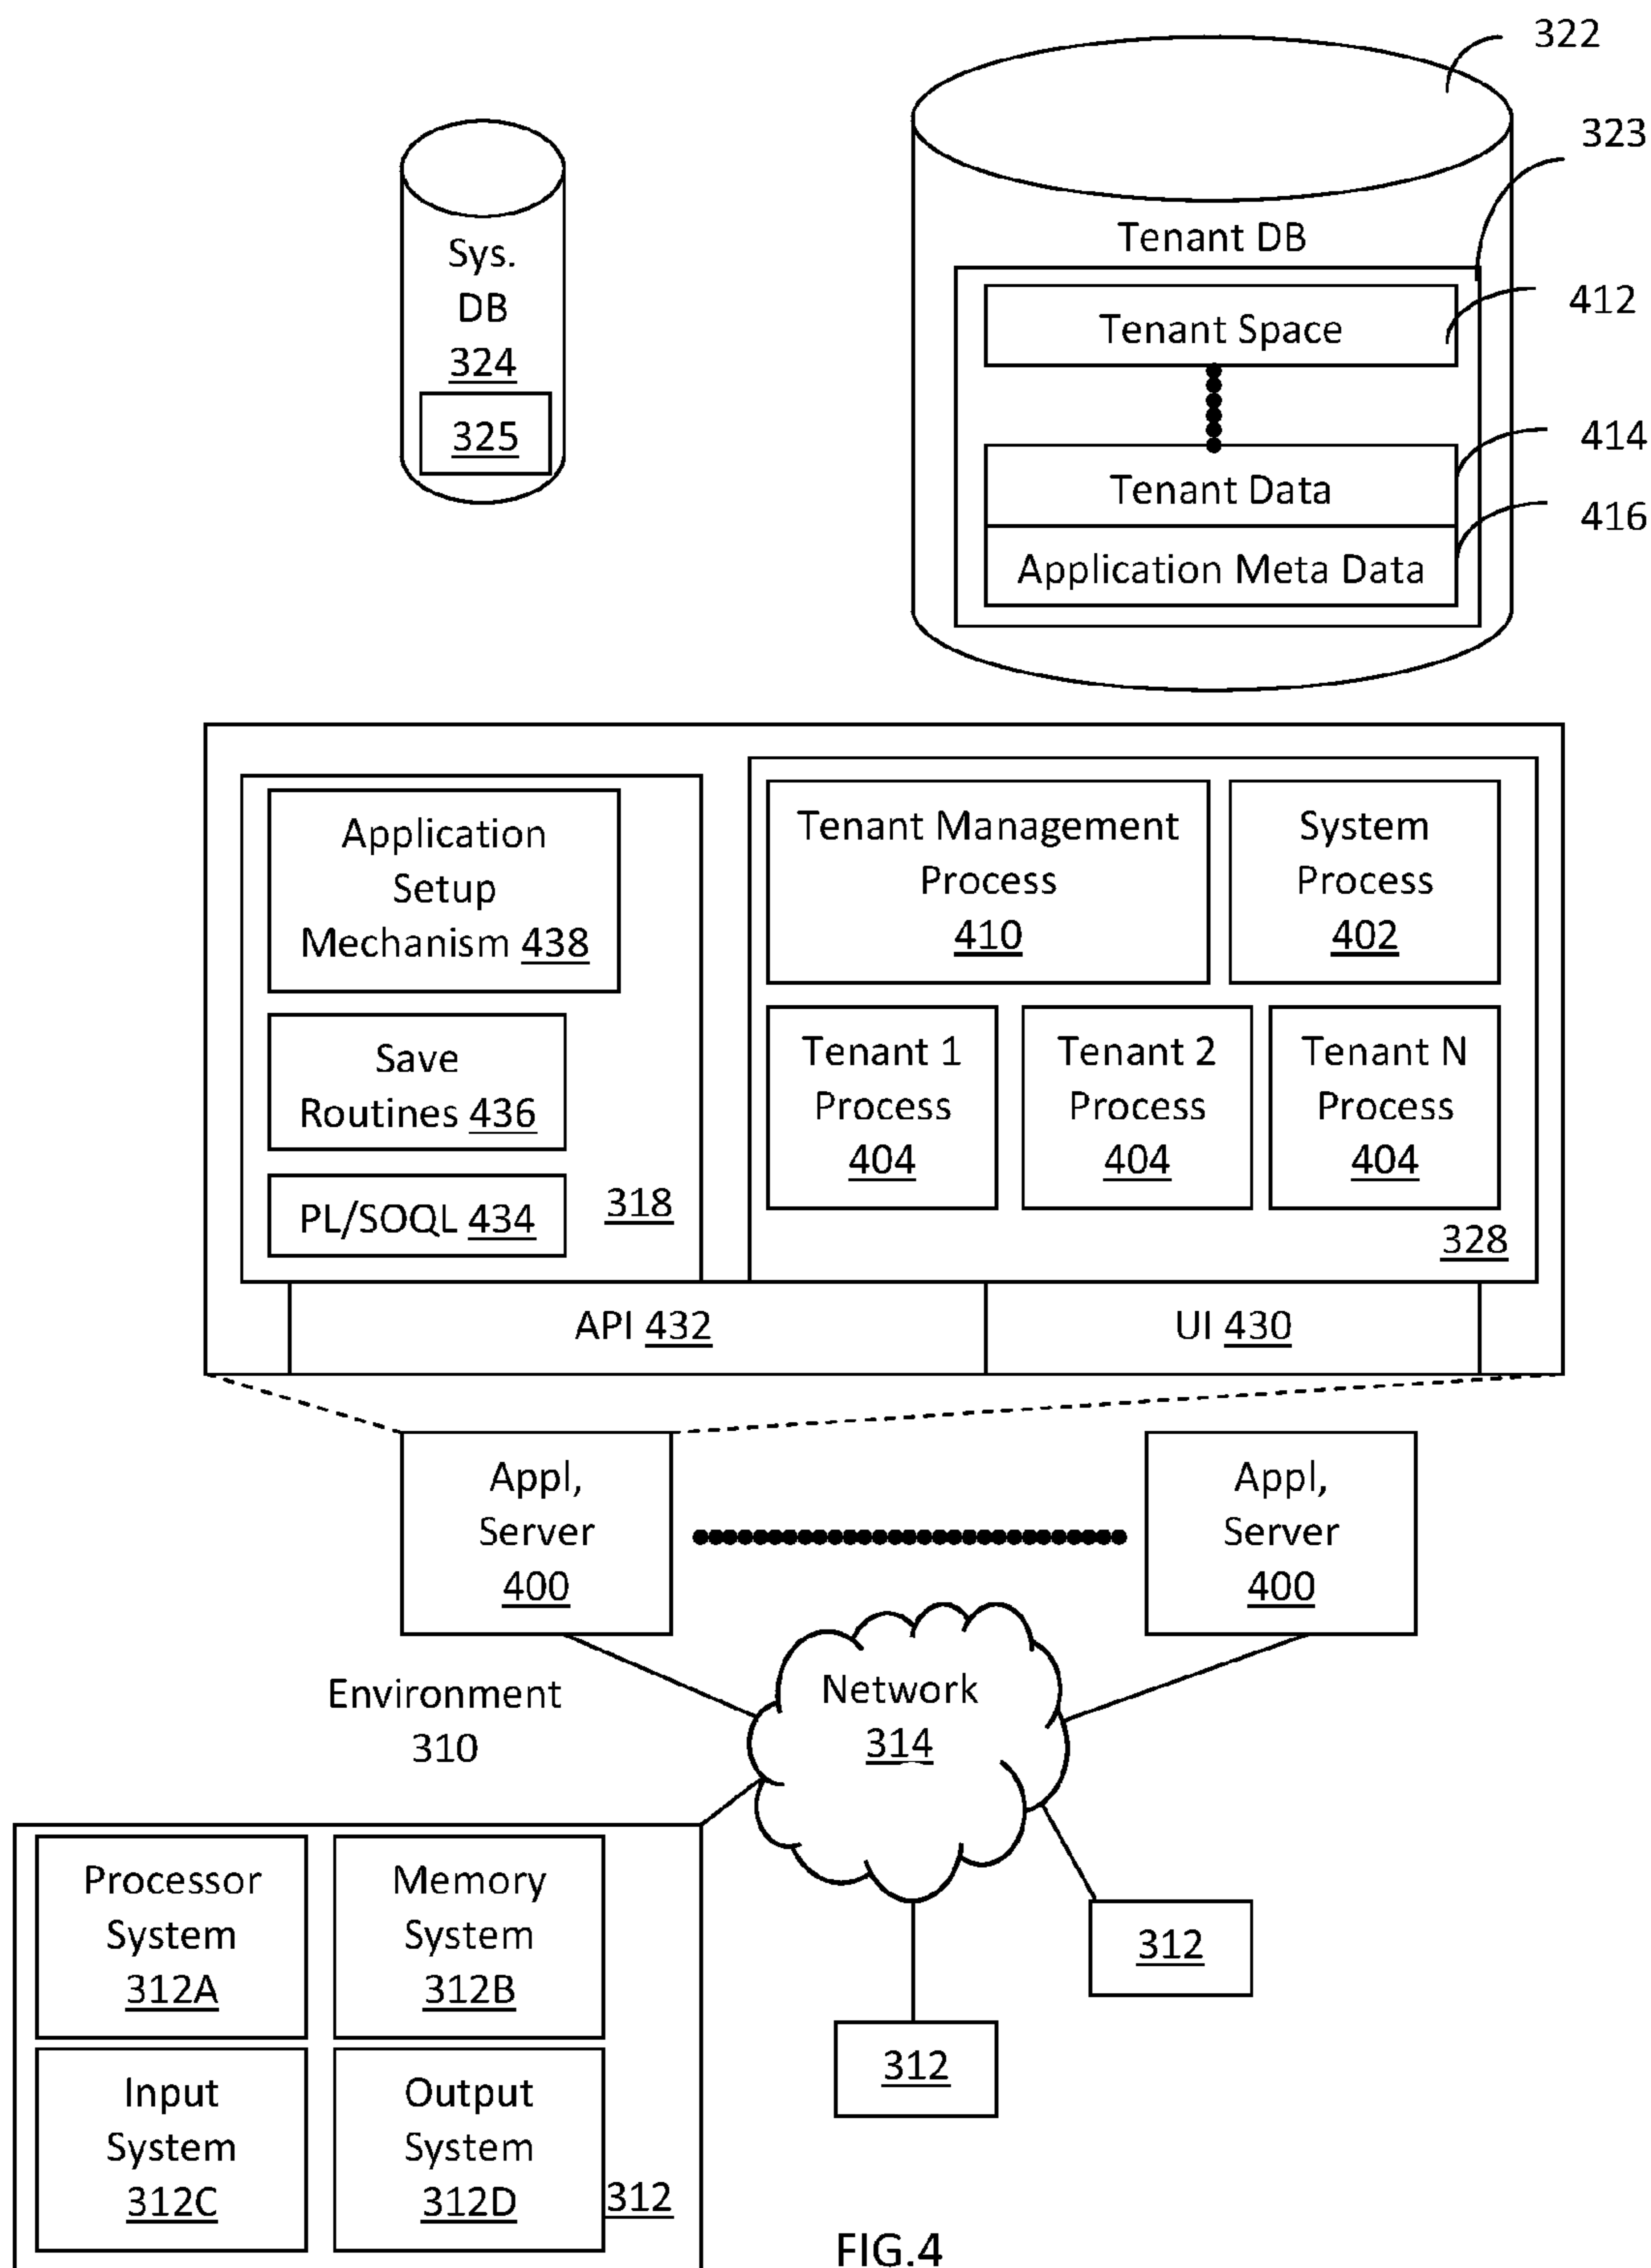 322
323
Tenant DB
Sys.
DB
324
325
412
Tenant Space
414
Tenant Data
416
Application Meta Data
Application
Setup
Mechanism 438
Save
Routines 436
PL/SOQL 434
318
Tenant Management
Process
410
System
Process
402
Tenant 1
Process
404
Tenant 2
Process
404
Tenant N
Process
404
328
API 432
UI 430
Appl,
Server
400
Appl,
Server
400
Environment
310
Network
314
Processor
System
312A
Memory
System
312B
Input
System
312C
Output
System
312D
312
312
312
FIG.4